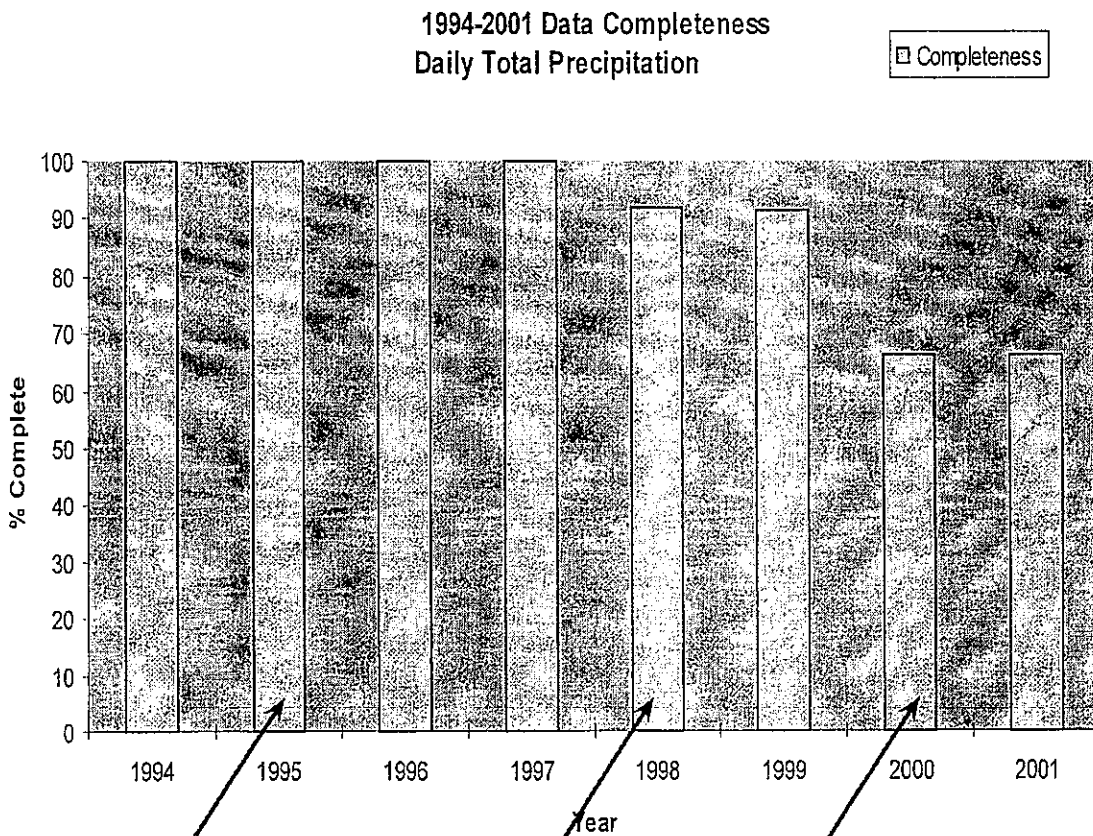 1994-2001 Data Completeness
Daily Total Precipitation
Completeness
100
90
80
70
60
50
40
30
20
10
0
% Complete
1994 1995 1996 1997 1998 1999 2000 2001
Year